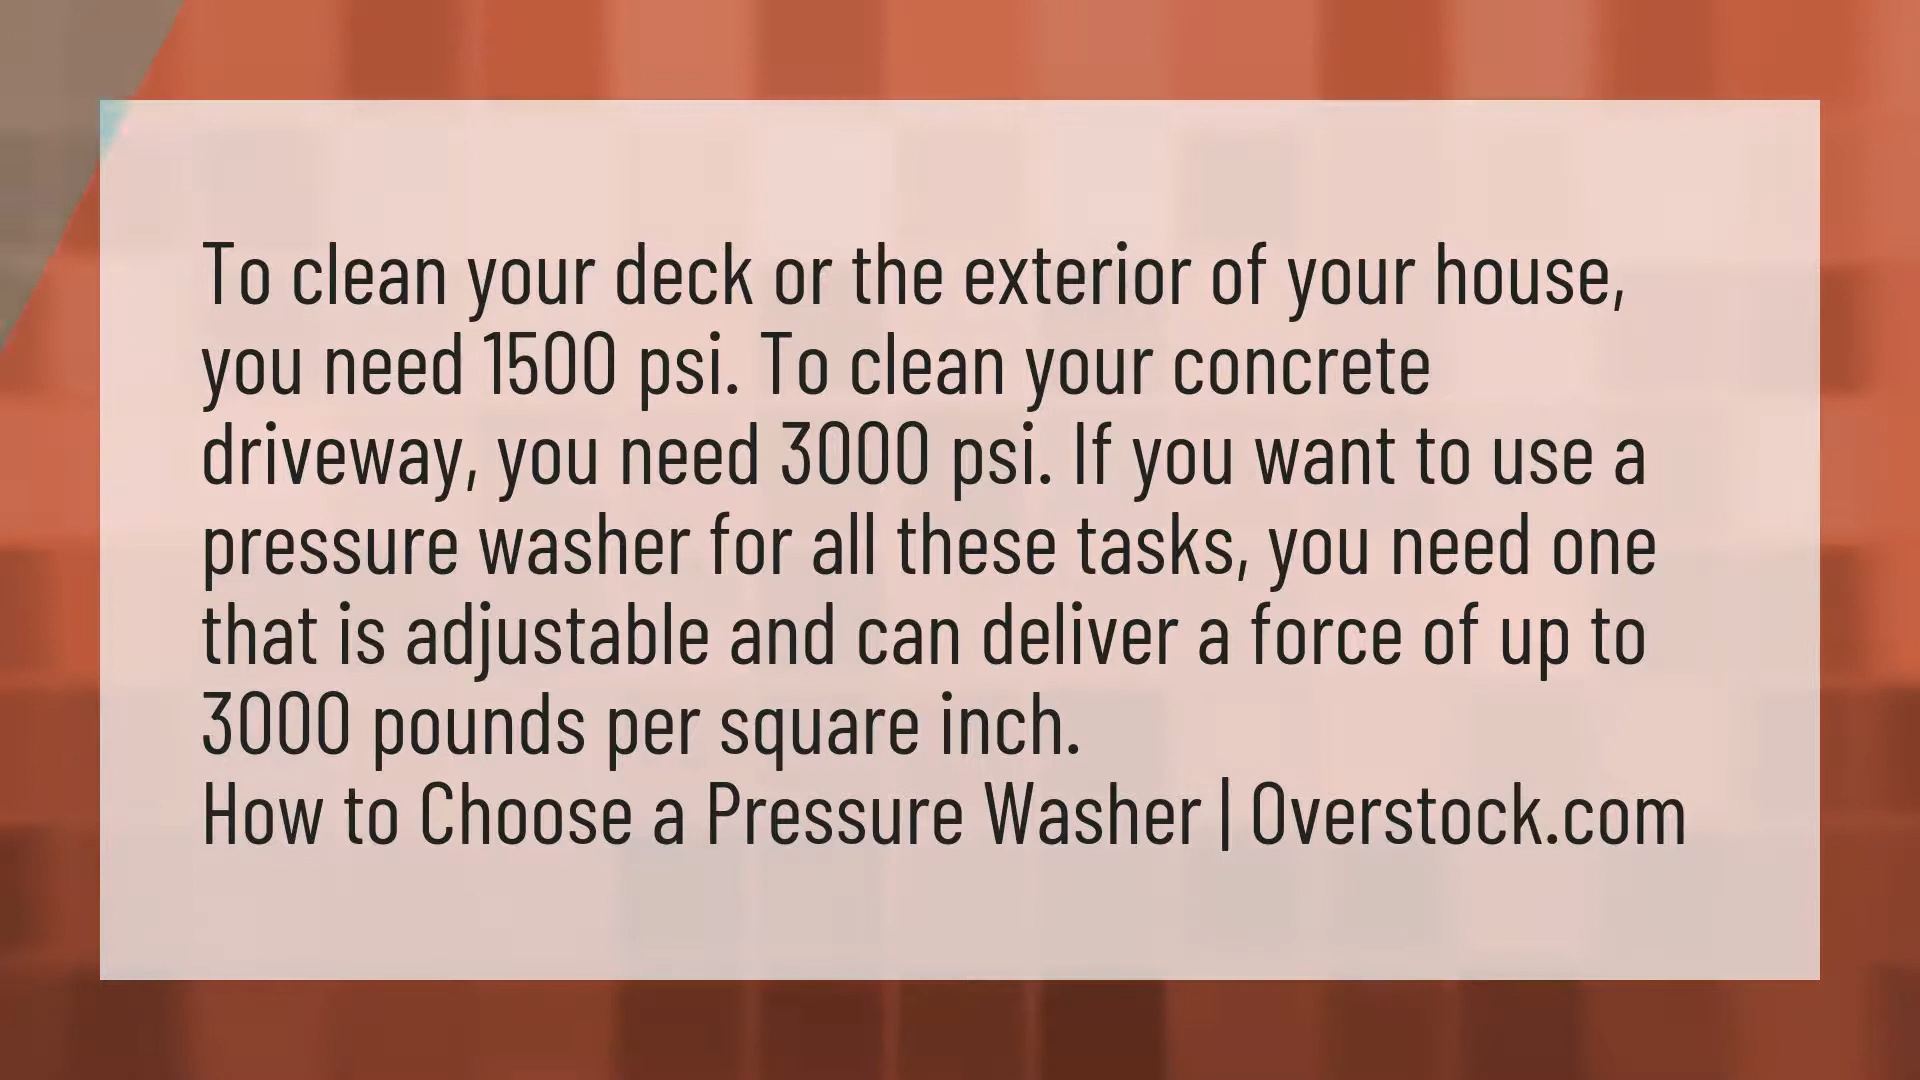 To clean your deck or the exterior of your house,
you need 1500 psi. To clean your concrete
driveway, you need 3000 psi. If you want to use a
pressure washer for all these tasks, you need one
that is adjustable and can deliver a force of up to
3000 pounds per square inch.
How to Choose a Pressure Washer | Overstock.com